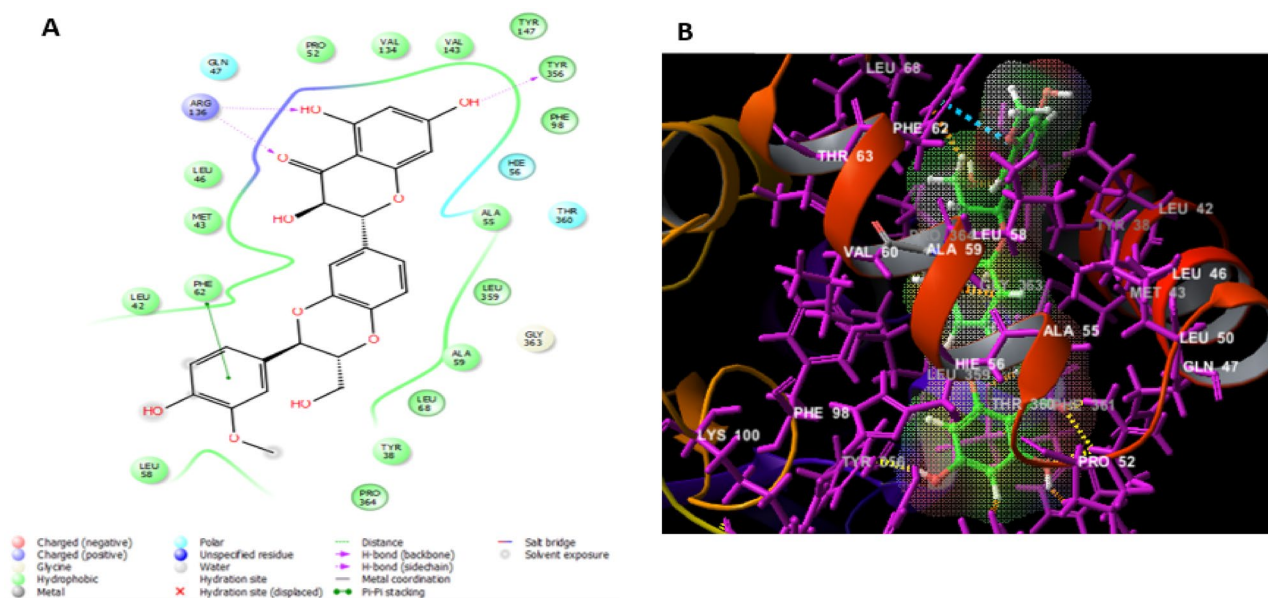 A
B
TYR
147
PRO
52
VAL
134
VAL
143
GLN
47
TYR
356
ARG
136
HO
OH
PHE
98
O
LEU
46
HIE
56
HO
O
MET
43
ALA
55
THR
360
PHE
62
LEU
42
LEU
359
O
GLY
363
O
ALA
59
HO
HO
LEU
68
O
TYR
38
LEU
58
PRO
364
Charged (negative)
Charged (positive)
Glycine
Hydrophobic
Metal
Polar
Unspecified residue
Water
Hydration site
Hydration site (displaced)
Distance
H-bond (backbone)
H-bond (sidechain)
Metal coordination
Pi-Pi stacking
Salt bridge
Solvent exposure
LEU 68
PHE 62
THR 63
LEU 42
TYR 38
LEU 58
VAL 60
ALA 59
LEU 46
MET 43
ALA 55
LEU 50
HIE 56
GLN 47
LEU 359
THR 360
PHE 98
LYS 100
PRO 52